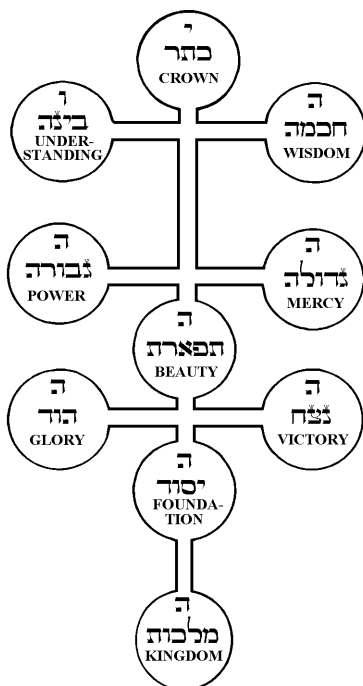 י
כתר
CROWN
ו
בינה
UNDER-
STANDING
ה
חכמה
WISDOM
ה
גבורה
POWER
ה
גדולה
MERCY
ה
תפארת
BEAUTY
ה
הוד
GLORY
ה
נצח
VICTORY
ה
יסוד
FOUNDA-
TION
ה
מלכות
KINGDOM